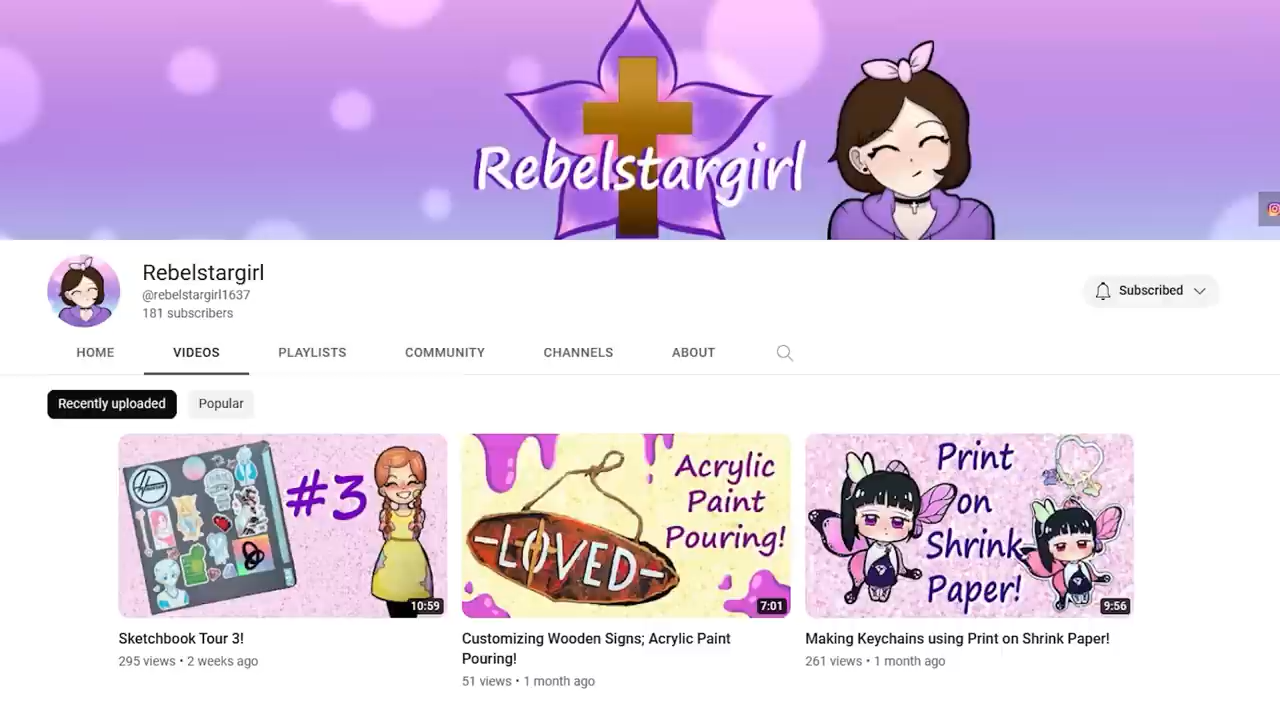 Rebelstargirl
Rebelstargirl
@rebelstargirl1637
181 subscribers
Subscribed
HOME
VIDEOS
PLAYLISTS
COMMUNITY
CHANNELS
ABOUT
Recently uploaded
Popular
#3
10:59
Acrylic
Paint
Pouring!
-LOVED-
7:01
Print
on
Shrink
Paper!
9:56
Sketchbook Tour 3!
295 views • 2 weeks ago
Customizing Wooden Signs; Acrylic Paint
Pouring!
51 views • 1 month ago
Making Keychains using Print on Shrink Paper!
261 views • 1 month ago